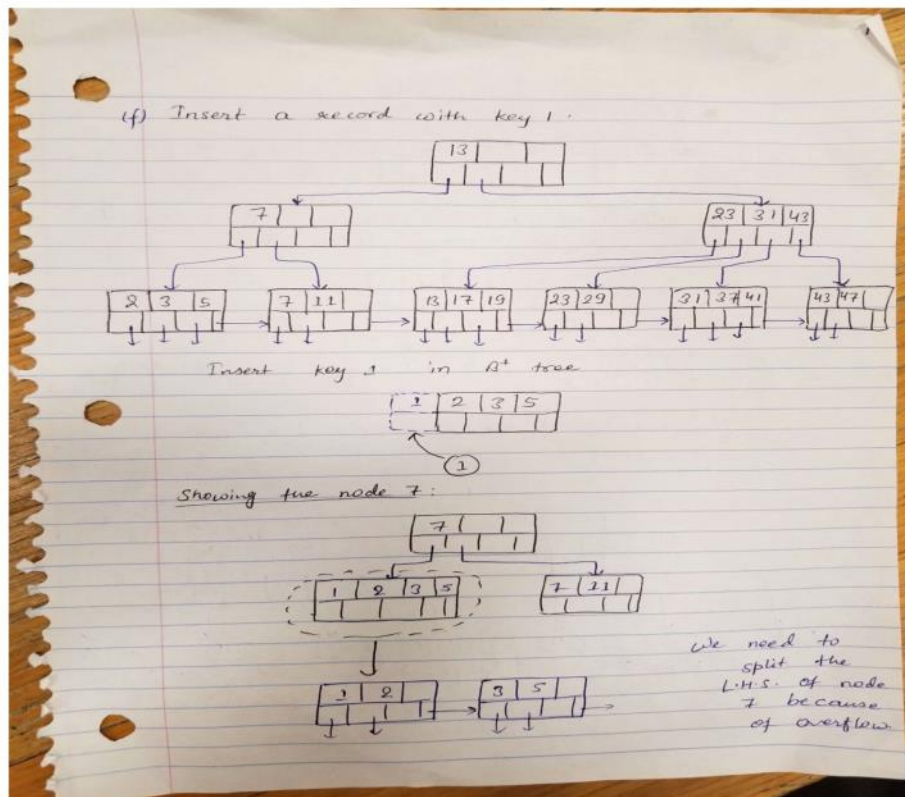 (f) Insert a record with key 1.
13
7
23 31 43
2 3 5
7 11
13 17 19
23 29
31 37 41
43 47
Insert key 1 in B+ tree
1 2 3 5
1
Showing the node 7:
7
1 2 3 5
7 11
1 2
3 5
We need to
split the
L.H.S. of node
7 because
of overflow.